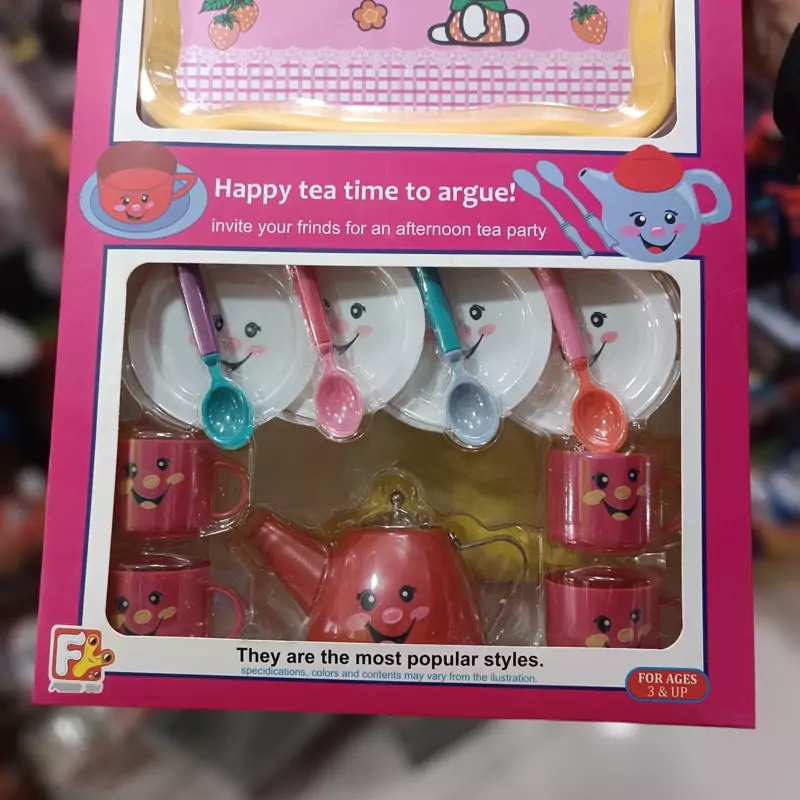 Happy tea time to argue!
invite your frinds for an afternoon tea party
They are the most popular styles.
specidications, colors and contents may vary from the illustration.
F
FOR AGES
3 & UP